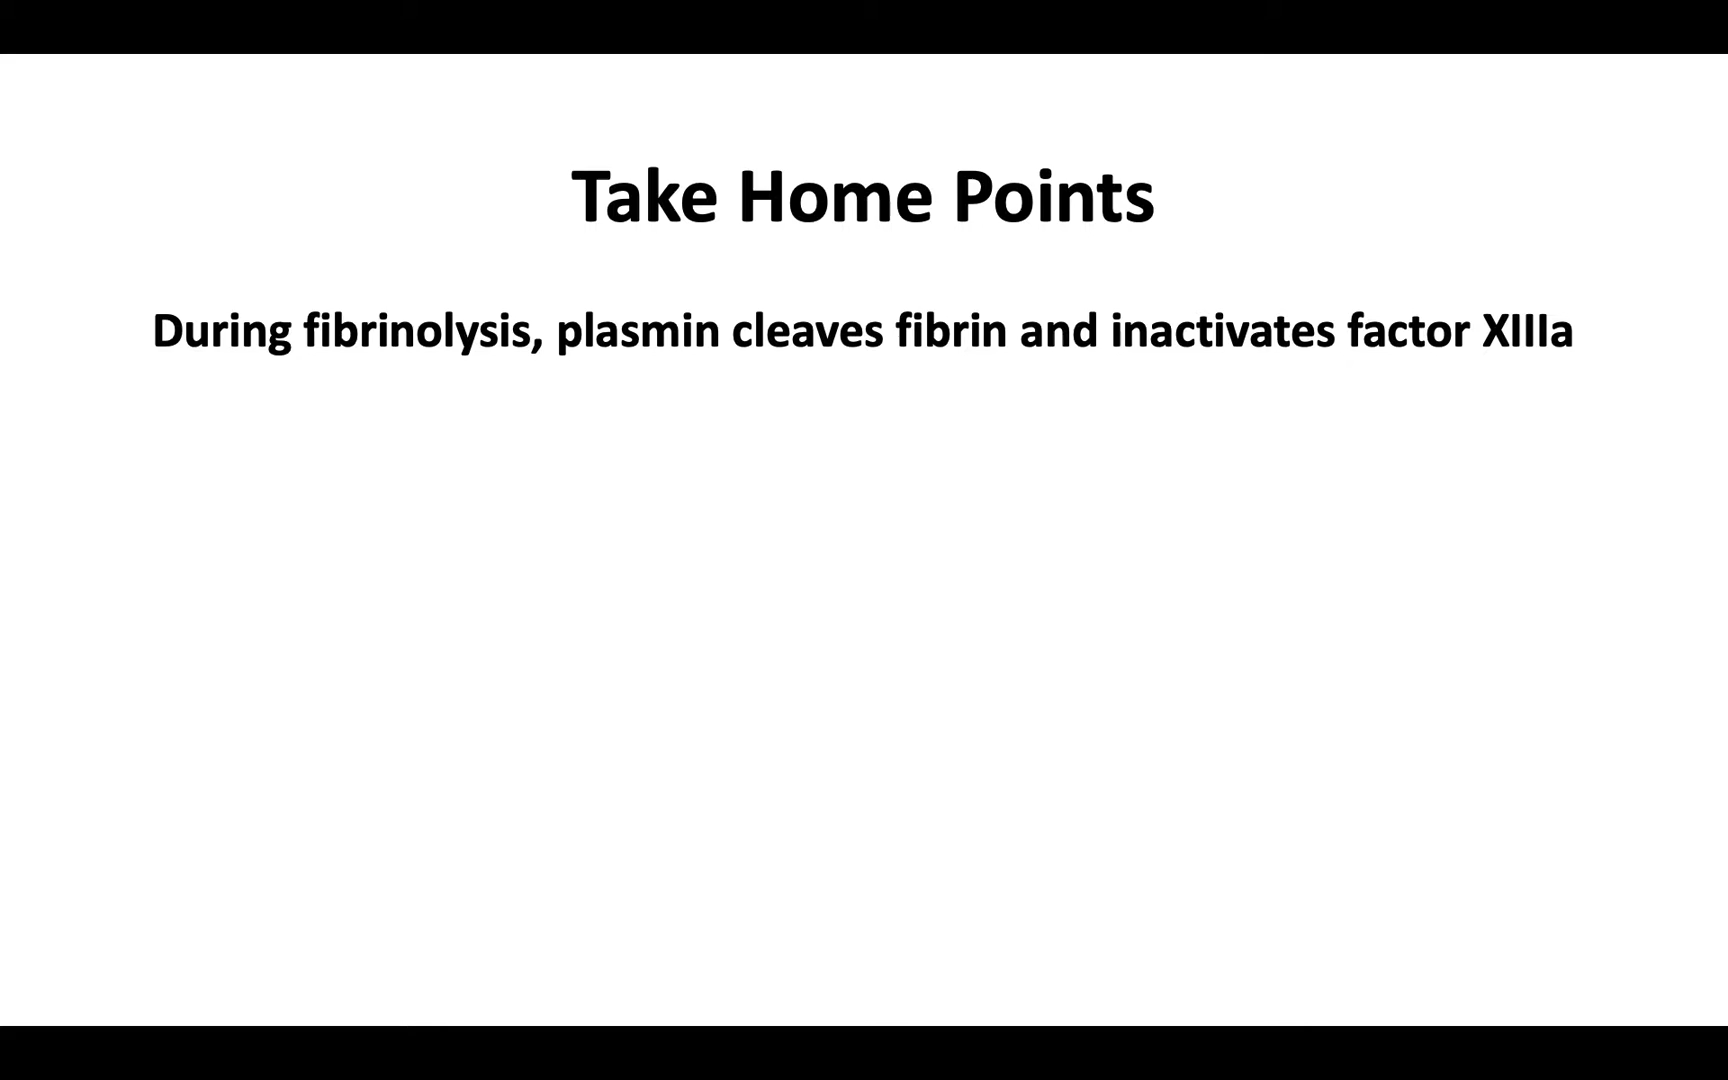 Take Home Points
During fibrinolysis, plasmin cleaves fibrin and inactivates factor XIIIa